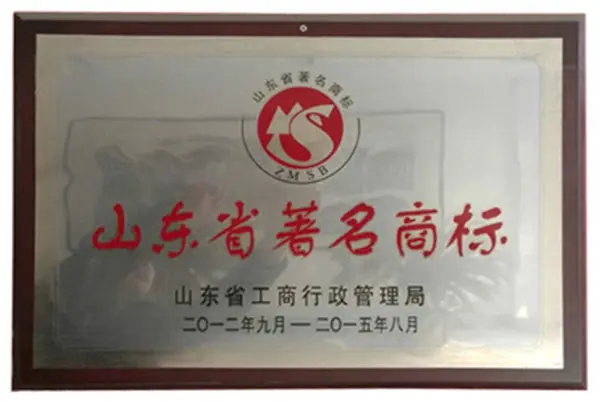 山东省著名商标
ZMSB
山东省著名商标
山东省工商行政管理局
二〇一二年九月一二〇一五年八月